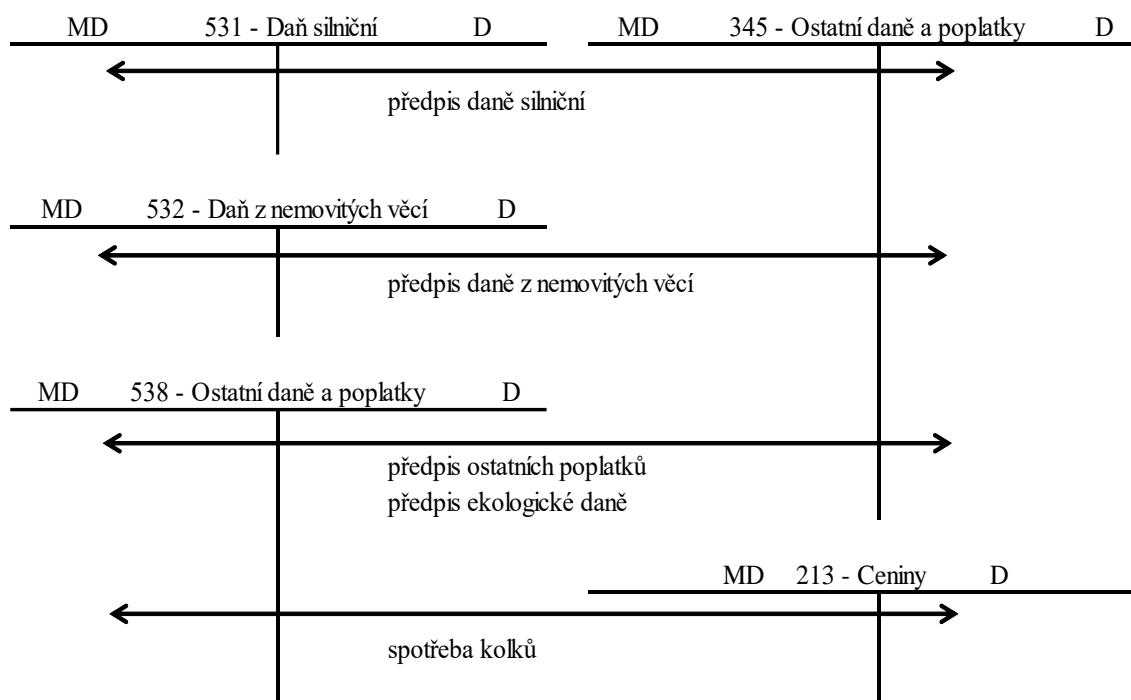 MD 531 - Daň silniční D MD 345 - Ostatní daně a poplatky D
předpis daně silniční
MD 532 - Daň z nemovitých věcí D
předpis daně z nemovitých věcí
MD 538 - Ostatní daně a poplatky D
předpis ostatních poplatků
předpis ekologické daně
MD 213 - Ceniny D
spotřeba kolků